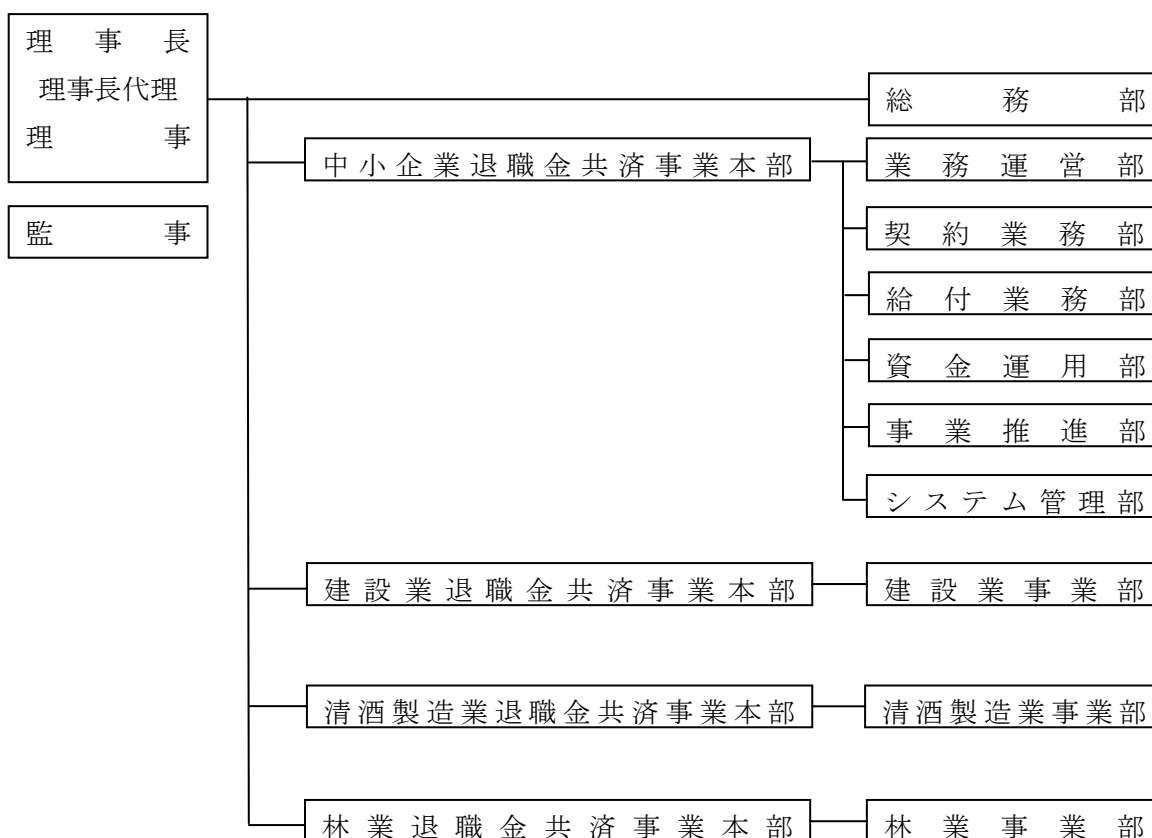 理事長
理事長代理
理事
監事
総務部
中小企業退職金共済事業本部
業務運営部
契約業務部
給付業務部
資金運用部
事業推進部
システム管理部
建設業退職金共済事業本部
建設業事業部
清酒製造業退職金共済事業本部
清酒製造業事業部
林業退職金共済事業本部
林業事業部